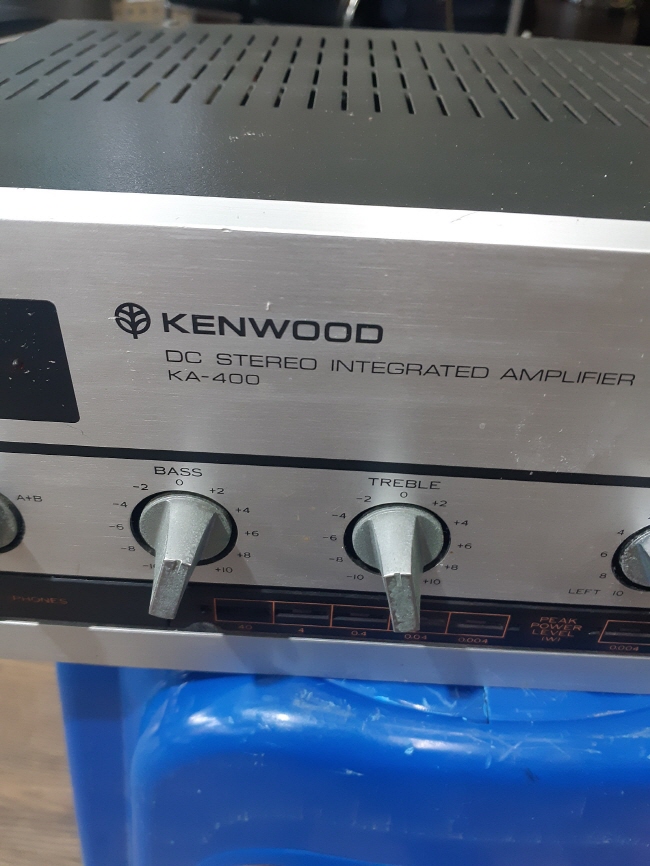 KENWOOD
DC STEREO INTEGRATED AMPLIFIER
KA-400
A+B
BASS
-2 0 +2
-4 +4
-6 +6
-8 +8
+10
TREBLE
-2 0 +2
-4 +4
-6 +6
-8 +8
-10 +10
4
6
8
LEFT 10
PHONES
40 4 0.4 0.04 0.004
PEAK
POWER
LEVEL
(W)
0.004